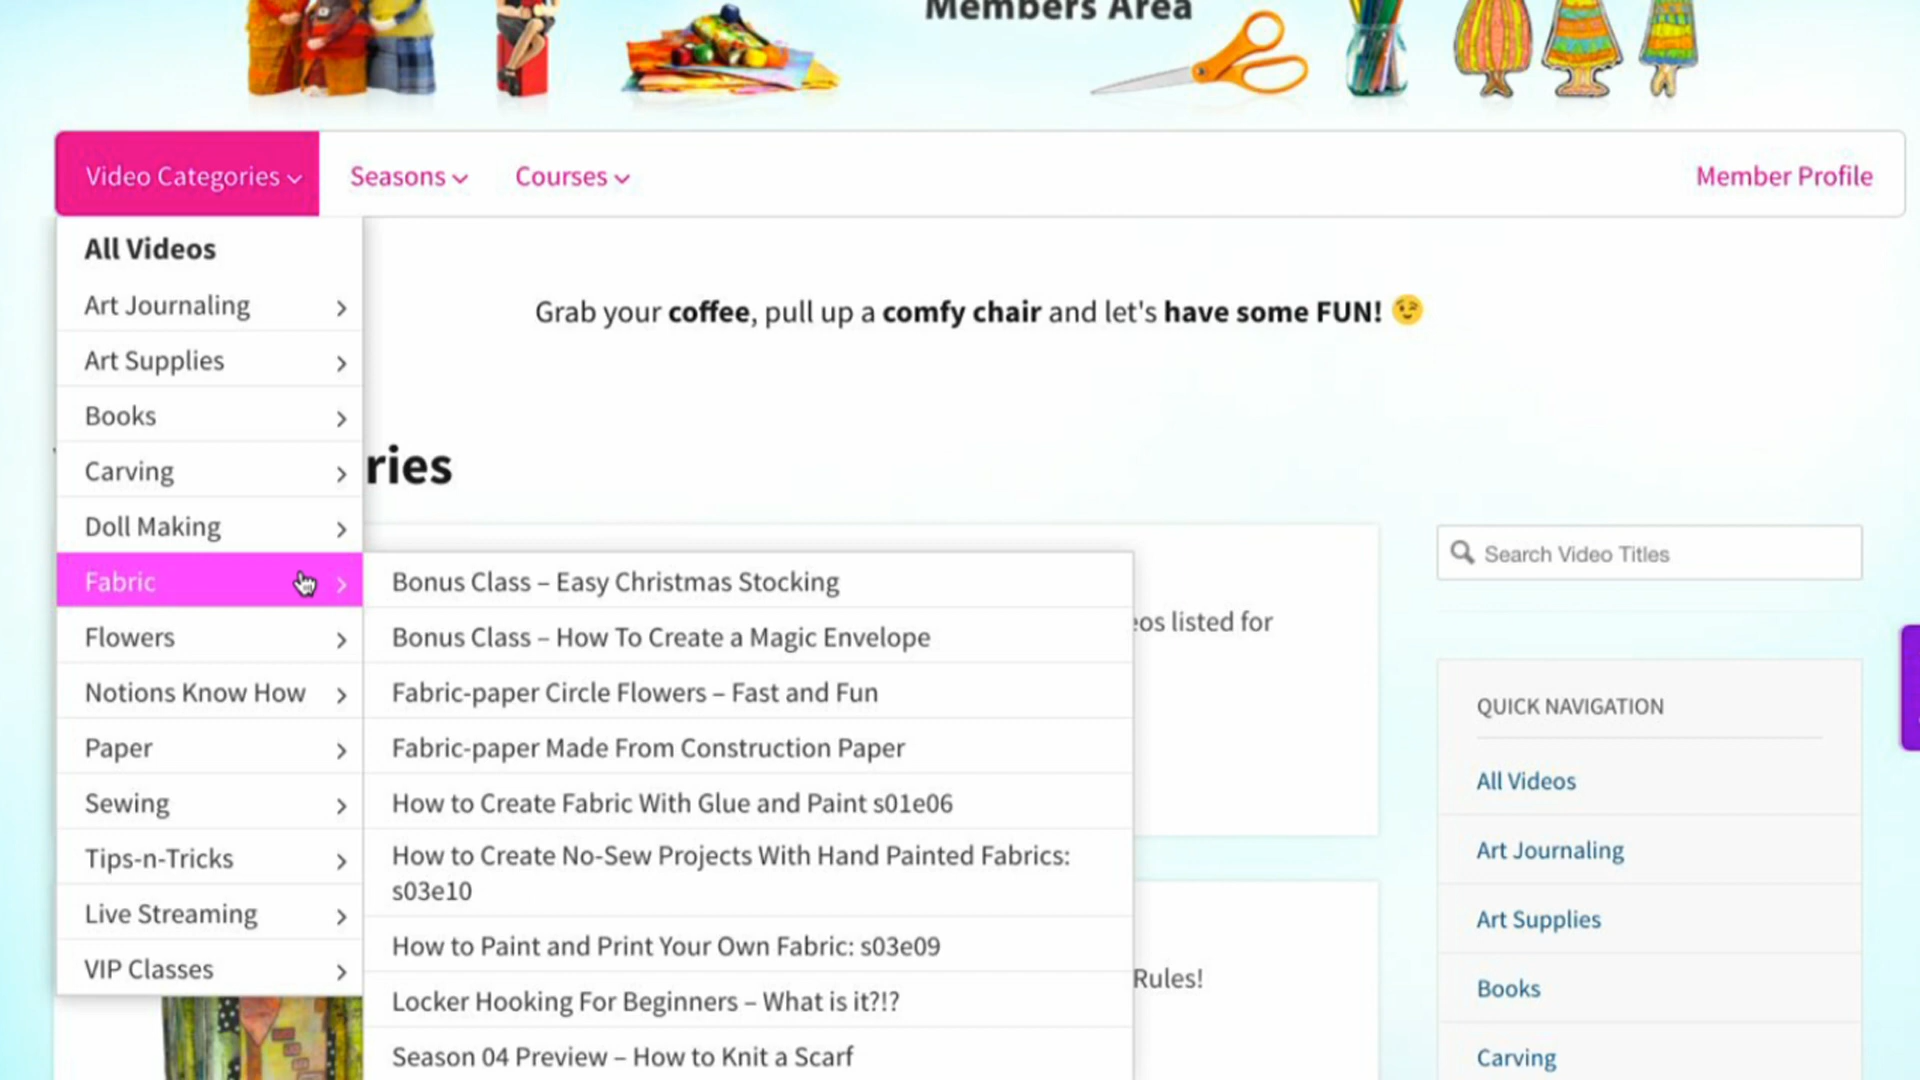 Members Area
Video Categories
Seasons
Courses
Member Profile
All Videos
Art Journaling
Art Supplies
Books
Carving
Doll Making
Fabric
Flowers
Notions Know How
Paper
Sewing
Tips-n-Tricks
Live Streaming
VIP Classes
Grab your coffee, pull up a comfy chair and let's have some FUN! 😉
ries
Bonus Class – Easy Christmas Stocking
Bonus Class – How To Create a Magic Envelope
Fabric-paper Circle Flowers – Fast and Fun
Fabric-paper Made From Construction Paper
How to Create Fabric With Glue and Paint s01e06
How to Create No-Sew Projects With Hand Painted Fabrics:
s03e10
How to Paint and Print Your Own Fabric: s03e09
Locker Hooking For Beginners – What is it?!?
Season 04 Preview – How to Knit a Scarf
eos listed for
Rules!
Search Video Titles
QUICK NAVIGATION
All Videos
Art Journaling
Art Supplies
Books
Carving